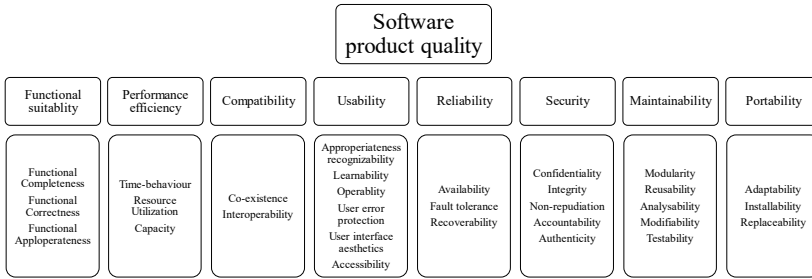 Software
product quality
Functional
suitablity
Performance
efficiency
Compatibility
Usability
Reliability
Security
Maintainability
Portability
Functional
Completeness
Functional
Correctness
Functional
Apploperateness
Time-behaviour
Resource
Utilization
Capacity
Co-existence
Interoperability
Approperiateness
recognizability
Learnability
Operablity
User error
protection
User interface
aesthetics
Accessibility
Availability
Fault tolerance
Recoverability
Confidentiality
Integrity
Non-repudiation
Accountability
Authenticity
Modularity
Reusability
Analysability
Modifiability
Testability
Adaptability
Installability
Replaceability